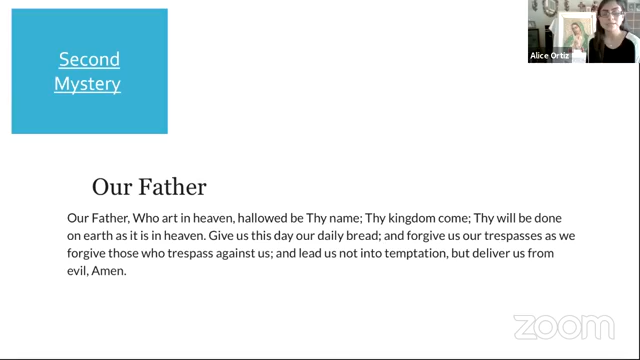 Alice Ortiz
Second
Mystery
Our Father
Our Father, Who art in heaven, hallowed be Thy name; Thy kingdom come; Thy will be done
on earth as it is in heaven. Give us this day our daily bread; and forgive us our trespasses as we
forgive those who trespass against us; and lead us not into temptation, but deliver us from
evil, Amen.
zoom